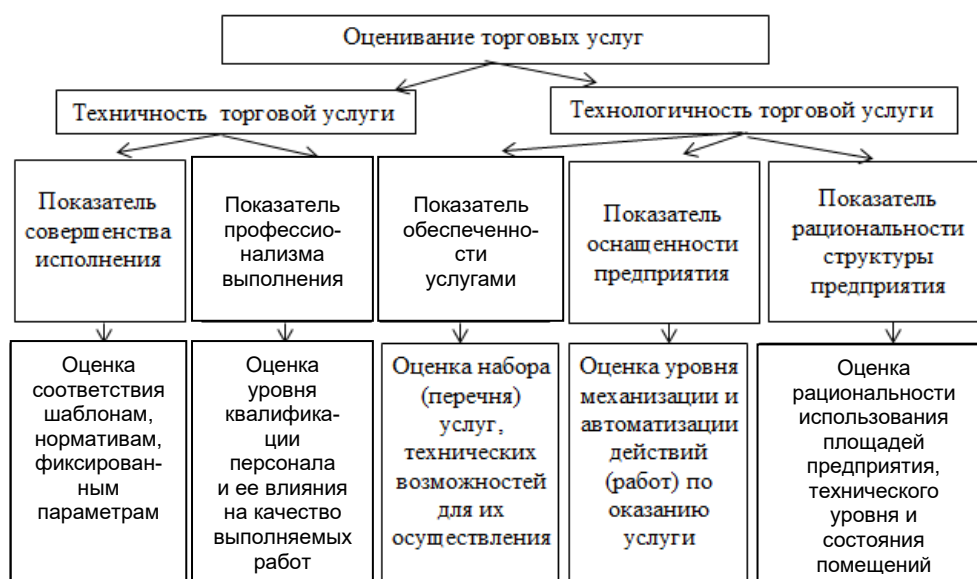 Оценивание торговых услуг
Техничность торговой услуги
Технологичность торговой услуги
Показатель
совершенства
исполнения
Показатель
профессио-
нализма
выполнения
Показатель
обеспеченно-
сти
услугами
Показатель
оснащенности
предприятия
Показатель
рациональности
структуры
предприятия
Оценка
соответствия
шаблонам,
нормативам,
фиксирован-
ным
параметрам
Оценка
уровня
квалифика-
ции
персонала
и ее влияния
на качество
выполняемых
работ
Оценка набора
(перечня)
услуг,
технических
возможностей
для их
осуществления
Оценка уровня
механизации и
автоматизации
действий
(работ) по
оказанию
услуги
Оценка
рациональности
использования
площадей
предприятия,
технического
уровня и
состояния
помещений